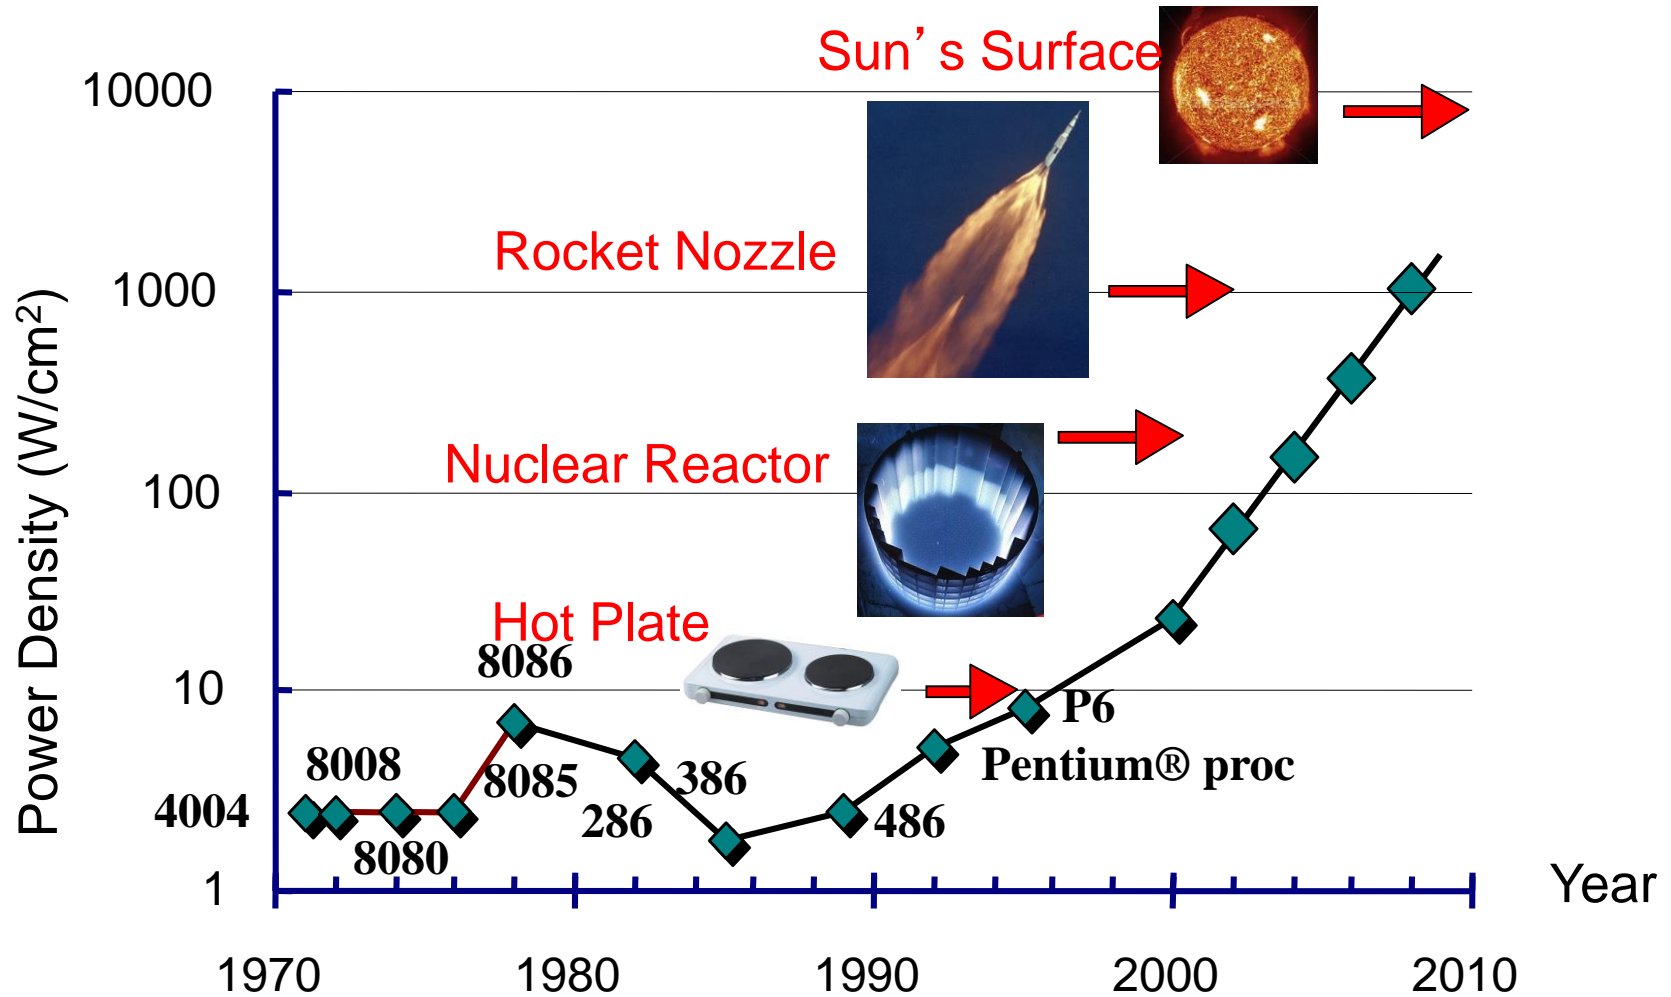 Sun’s Surface
10000
Rocket Nozzle
1000
Power Density (W/cm²)
Nuclear Reactor
100
Hot Plate
8086
10
P6
8008
8085
386
Pentium® proc
4004
286
486
8080
1
Year
1970
1980
1990
2000
2010